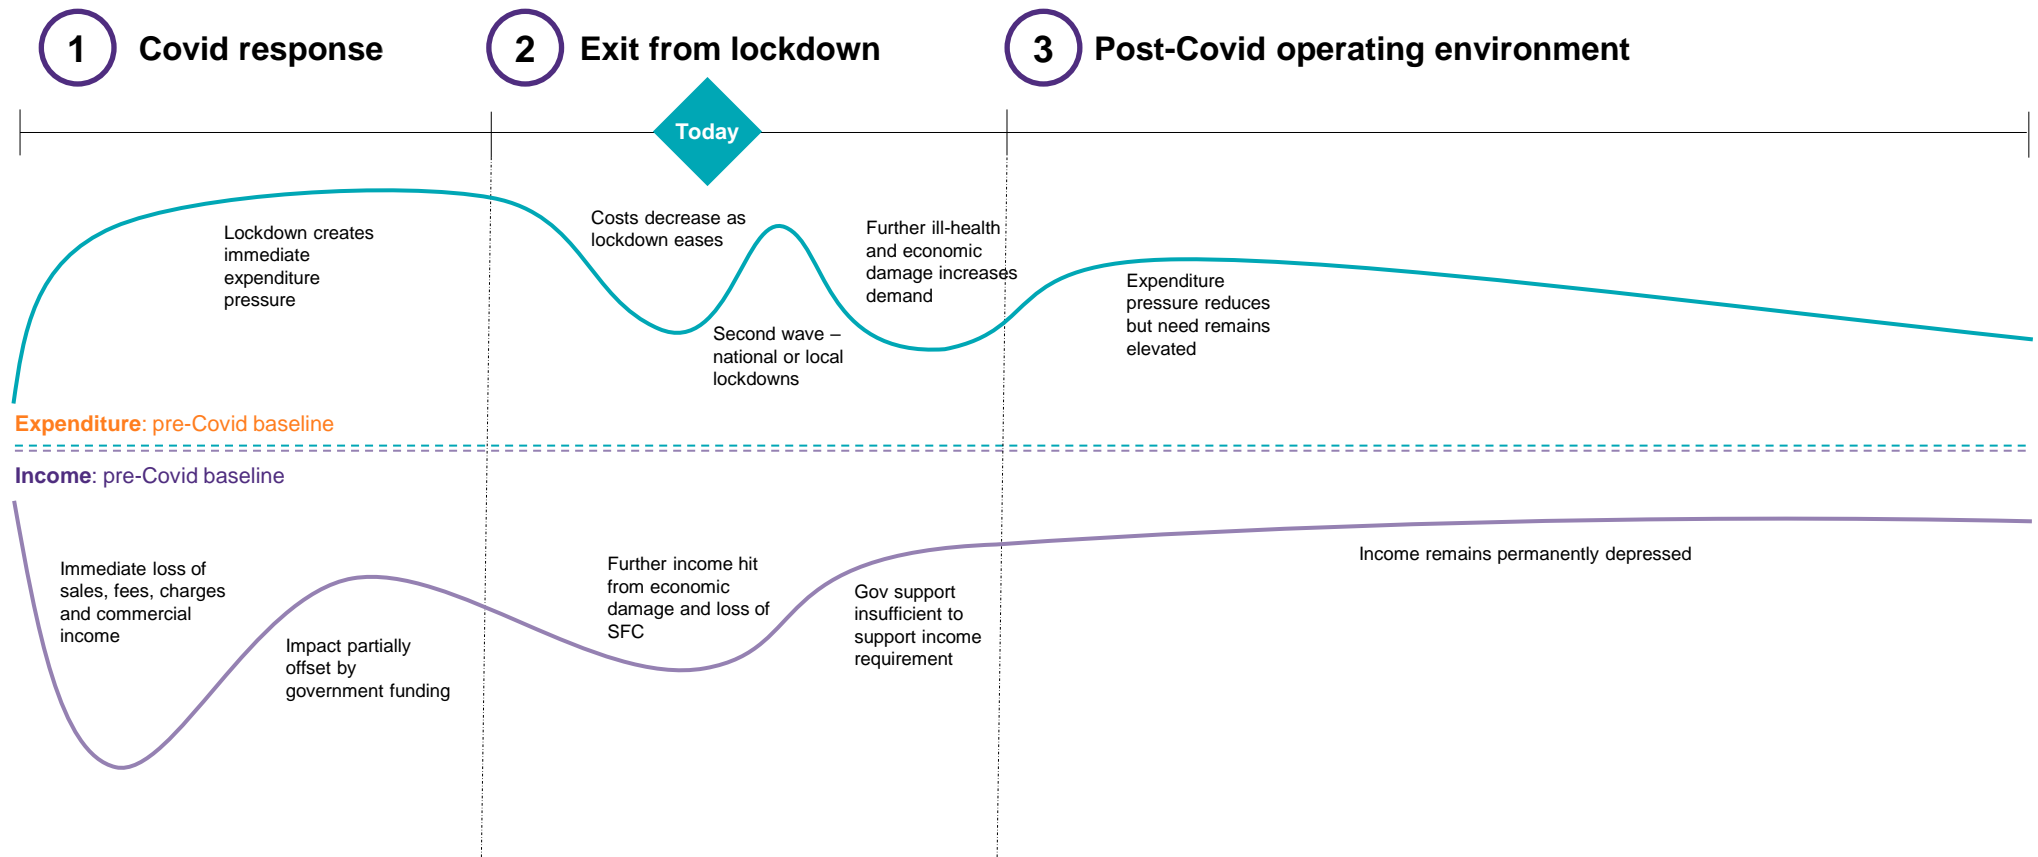 1 Covid response
2 Exit from lockdown
3 Post-Covid operating environment
Today
Lockdown creates
immediate
expenditure
pressure
Costs decrease as
lockdown eases
Second wave –
national or local
lockdowns
Further ill-health
and economic
damage increases
demand
Expenditure
pressure reduces
but need remains
elevated
Expenditure: pre-Covid baseline
Income: pre-Covid baseline
Immediate loss of
sales, fees, charges
and commercial
income
Impact partially
offset by
government funding
Further income hit
from economic
damage and loss of
SFC
Gov support
insufficient to
support income
requirement
Income remains permanently depressed